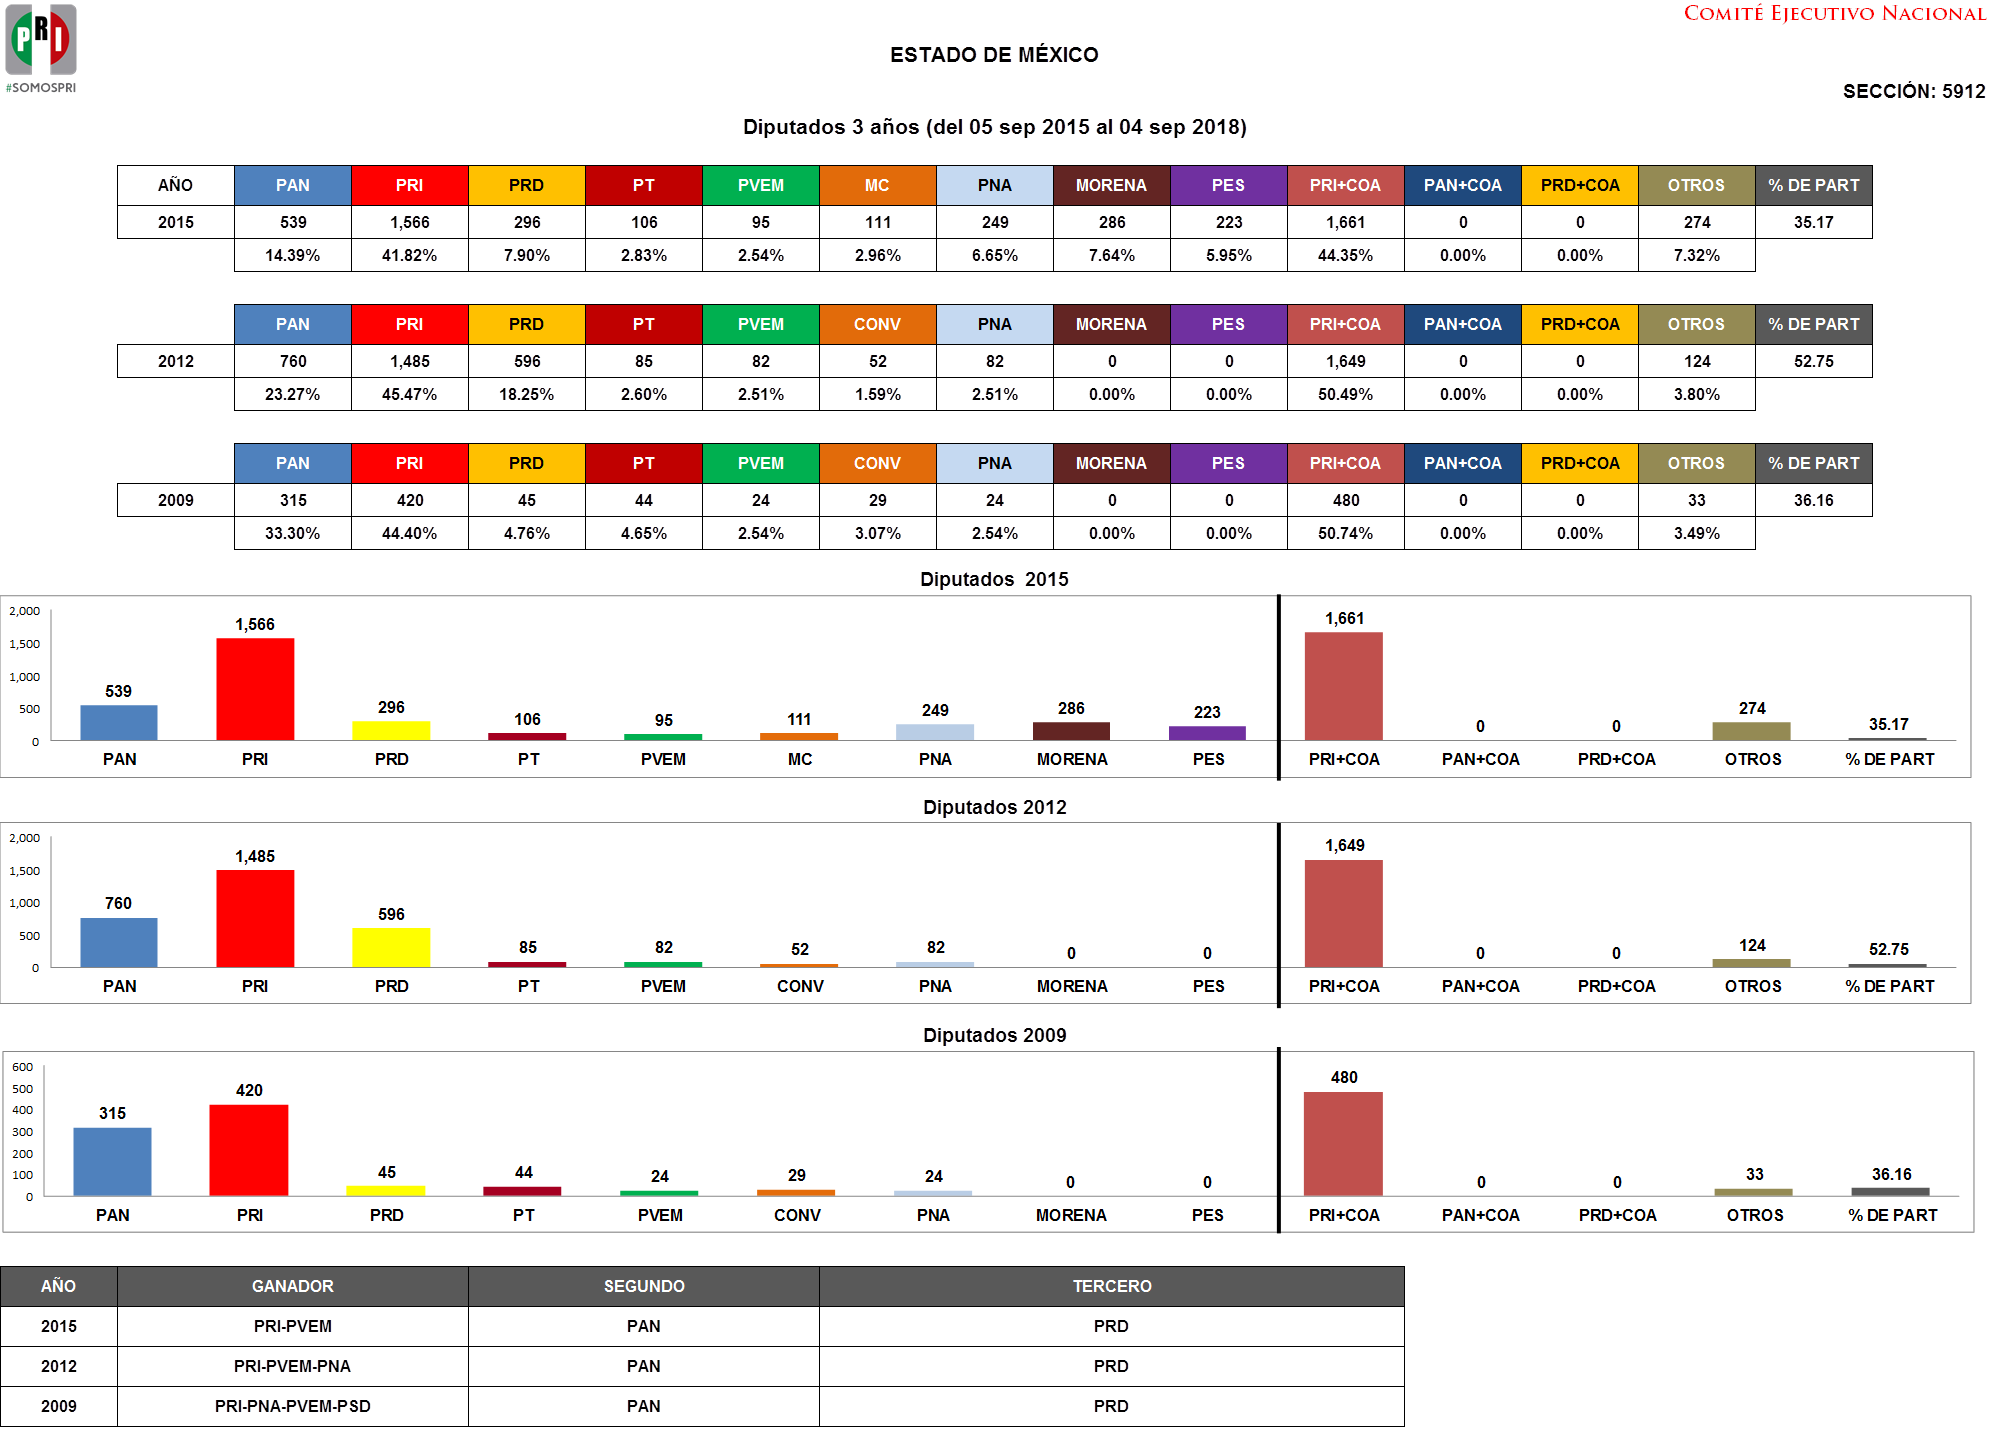 PRI
#SOMOSPRI
COMITÉ EJECUTIVO NACIONAL
ESTADO DE MÉXICO
SECCIÓN: 5912
Diputados 3 años (del 05 sep 2015 al 04 sep 2018)
AÑO PAN PRI PRD PT PVEM MC PNA MORENA PES PRI+COA PAN+COA PRD+COA OTROS % DE PART
2015 539 1,566 296 106 95 111 249 286 223 1,661 0 0 274 35.17
14.39% 41.82% 7.90% 2.83% 2.54% 2.96% 6.65% 7.64% 5.95% 44.35% 0.00% 0.00% 7.32%
PAN PRI PRD PT PVEM CONV PNA MORENA PES PRI+COA PAN+COA PRD+COA OTROS % DE PART
2012 760 1,485 596 85 82 52 82 0 0 1,649 0 0 124 52.75
23.27% 45.47% 18.25% 2.60% 2.51% 1.59% 2.51% 0.00% 0.00% 50.49% 0.00% 0.00% 3.80%
PAN PRI PRD PT PVEM CONV PNA MORENA PES PRI+COA PAN+COA PRD+COA OTROS % DE PART
2009 315 420 45 44 24 29 24 0 0 480 0 0 33 36.16
33.30% 44.40% 4.76% 4.65% 2.54% 3.07% 2.54% 0.00% 0.00% 50.74% 0.00% 0.00% 3.49%
Diputados 2015
2,000
1,500
1,000
500
0
539 1,566 296 106 95 111 249 286 223 1,661 0 0 274 35.17
PAN PRI PRD PT PVEM MC PNA MORENA PES PRI+COA PAN+COA PRD+COA OTROS % DE PART
Diputados 2012
2,000
1,500
1,000
500
0
760 1,485 596 85 82 52 82 0 0 1,649 0 0 124 52.75
PAN PRI PRD PT PVEM CONV PNA MORENA PES PRI+COA PAN+COA PRD+COA OTROS % DE PART
Diputados 2009
600
500
400
300
200
100
0
315 420 45 44 24 29 24 0 0 480 0 0 33 36.16
PAN PRI PRD PT PVEM CONV PNA MORENA PES PRI+COA PAN+COA PRD+COA OTROS % DE PART
AÑO GANADOR SEGUNDO TERCERO
2015 PRI-PVEM PAN PRD
2012 PRI-PVEM-PNA PAN PRD
2009 PRI-PNA-PVEM-PSD PAN PRD